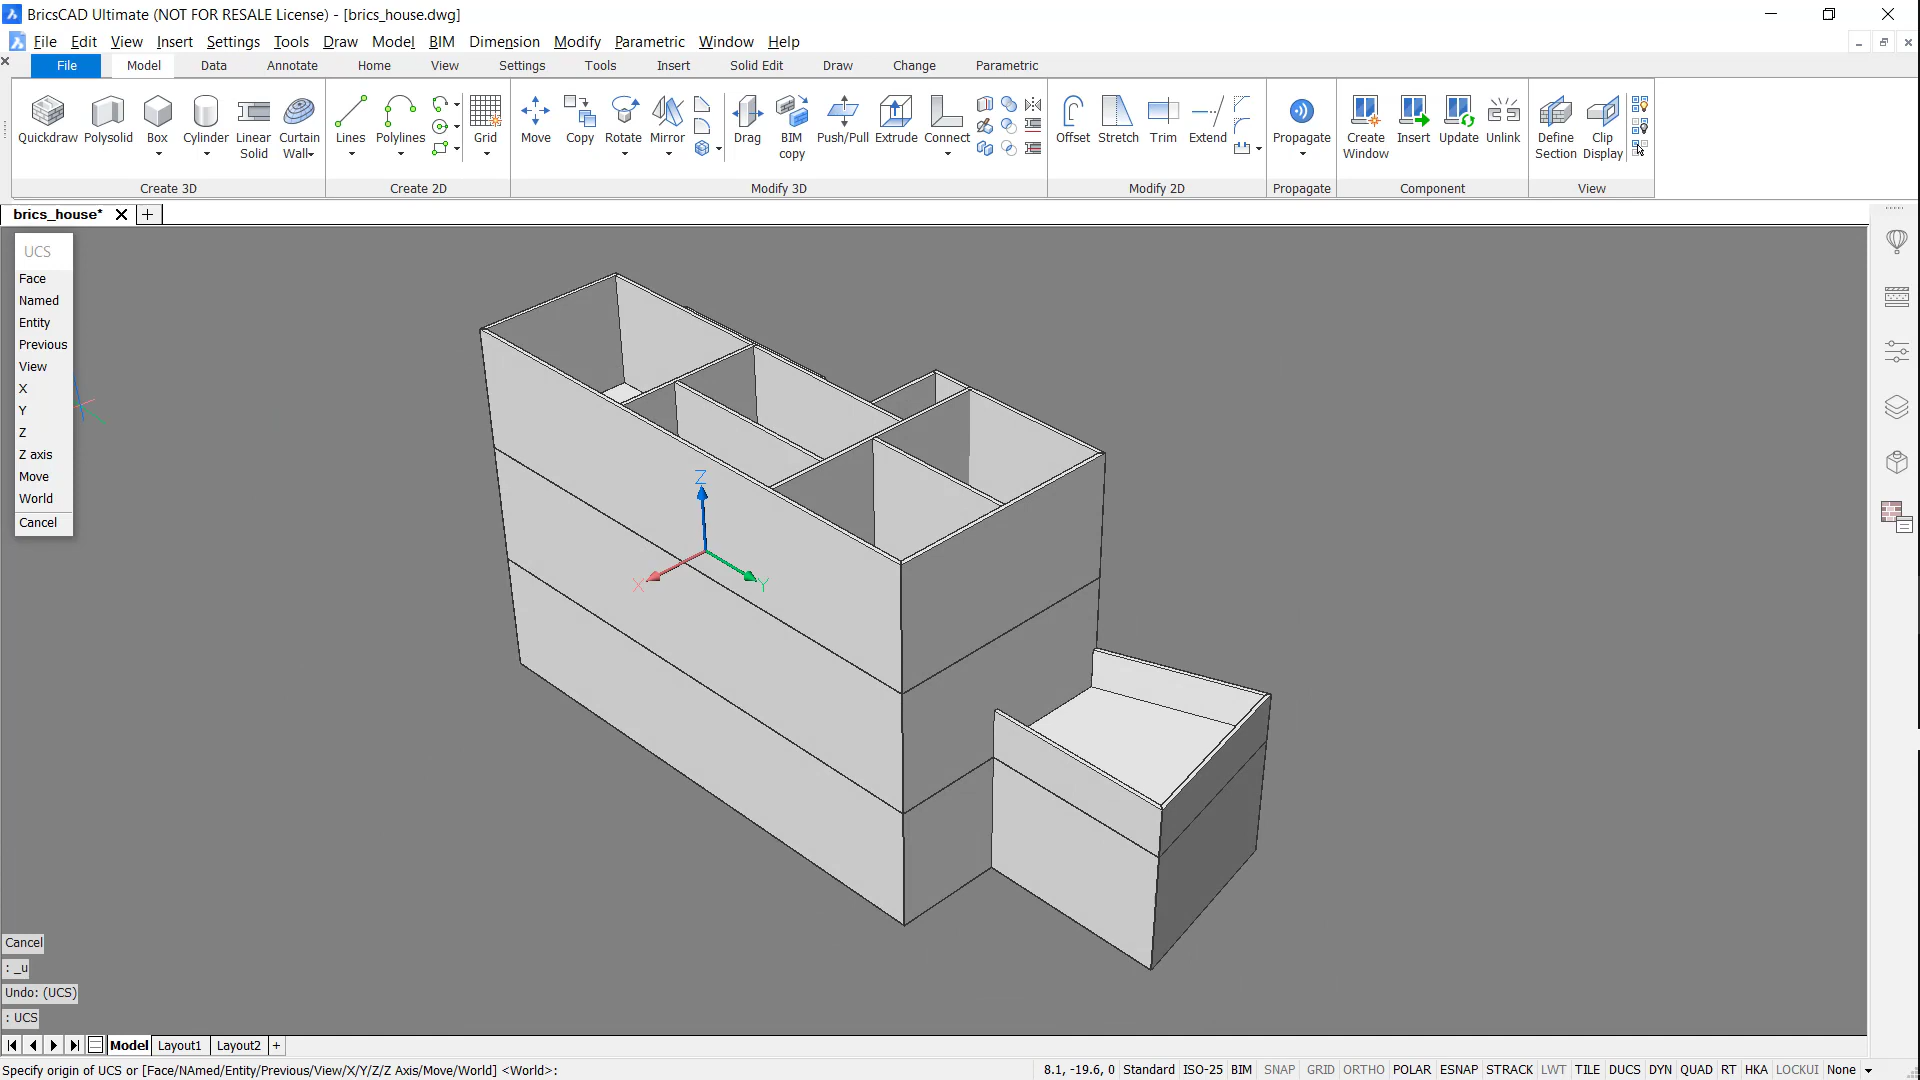 BricsCAD Ultimate (NOT FOR RESALE License) - [brics_house.dwg]
File Edit View Insert Settings Tools Draw Model BIM Dimension Modify Parametric Window Help
File Model Data Annotate Home View Settings Tools Insert Solid Edit Draw Change Parametric
Quickdraw Polysolid Box Cylinder Linear Solid Curtain Wall Lines Polylines Grid Move Copy Rotate Mirror Drag BIM copy Push/Pull Extrude Connect Offset Stretch Trim Extend Propagate Create Window Insert Update Unlink Define Section Clip Display
Create 3D Create 2D Modify 3D Modify 2D Propagate Component View
brics_house*
UCS
Face
Named
Entity
Previous
View
X
Y
Z
Z axis
Move
World
Cancel
Z
X Y
Cancel
: _u
Undo: (UCS)
: UCS
Model Layout1 Layout2 +
Specify origin of UCS or [Face/NAmed/Entity/Previous/View/X/Y/Z/Z Axis/Move/World] <World>: 8.1, -19.6, 0 Standard ISO-25 BIM SNAP GRID ORTHO POLAR ESNAP STRACK LWT TILE DUCS DYN QUAD RT HKA LOCKUI None